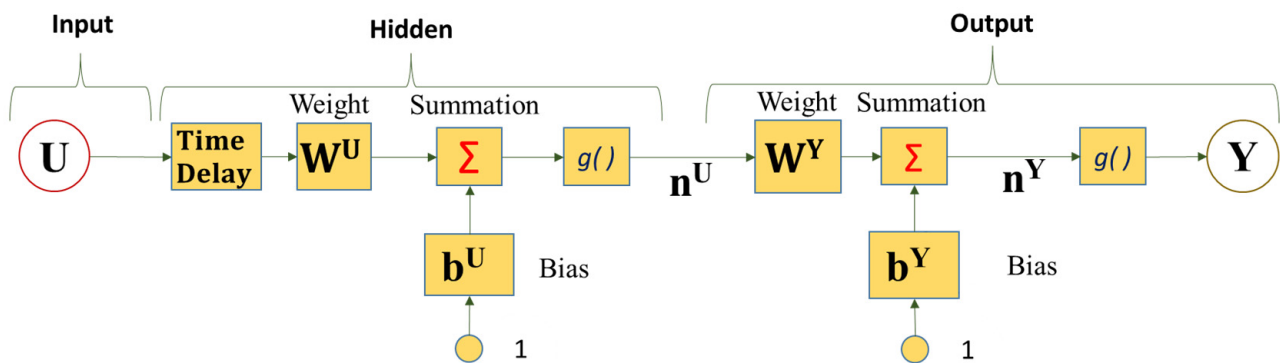 Input
Hidden
Output
Weight
Summation
Weight
Summation
U
Time
Delay
W^U
Σ
g()
n^U
W^Y
Σ
n^Y
g()
Y
b^U
Bias
b^Y
Bias
1
1